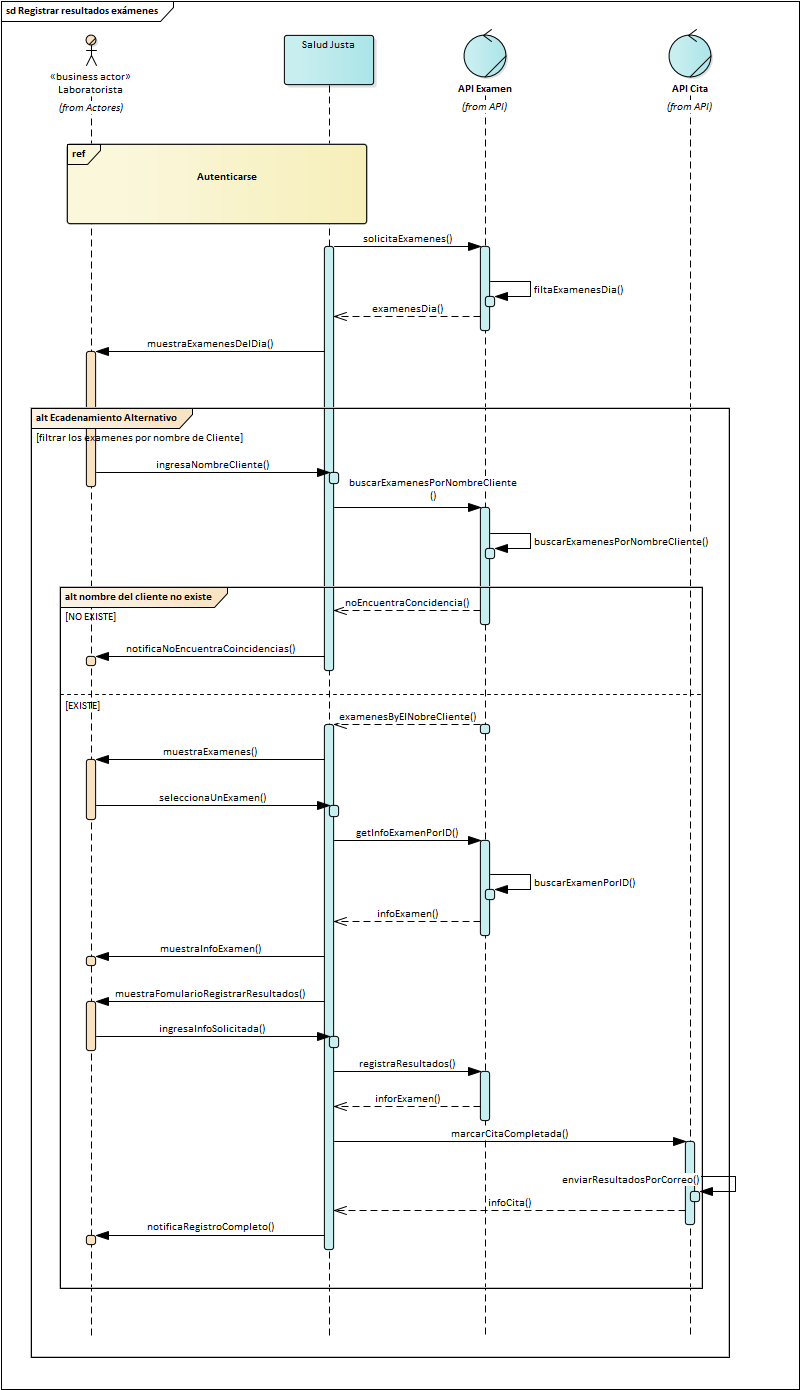 sd Registrar resultados exámenes
«business actor»
Laboratorista
(from Actores)
Salud Justa
API Examen
(from API)
API Cita
(from API)
ref
Autenticarse
solicitaExamenes()
filtaExamenesDia()
examenesDia()
muestraExamenesDelDia()
alt Ecadenamiento Alternativo
[filtrar los examenes por nombre de Cliente]
ingresaNombreCliente()
buscarExamenesPorNombreCliente
()
buscarExamenesPorNombreCliente()
alt nombre del cliente no existe
noEncuentraConcidencia()
[NO EXISTE]
notificaNoEncuentraCoincidencias()
[EXISTE]
examenesByElNobreCliente()
muestraExamenes()
seleccionaUnExamen()
getInfoExamenPorID()
buscarExamenPorID()
infoExamen()
muestraInfoExamen()
muestraFomularioRegistrarResultados()
ingresaInfoSolicitada()
registraResultados()
inforExamen()
marcarCitaCompletada()
enviarResultadosPorCorreo()
infoCita()
notificaRegistroCompleto()